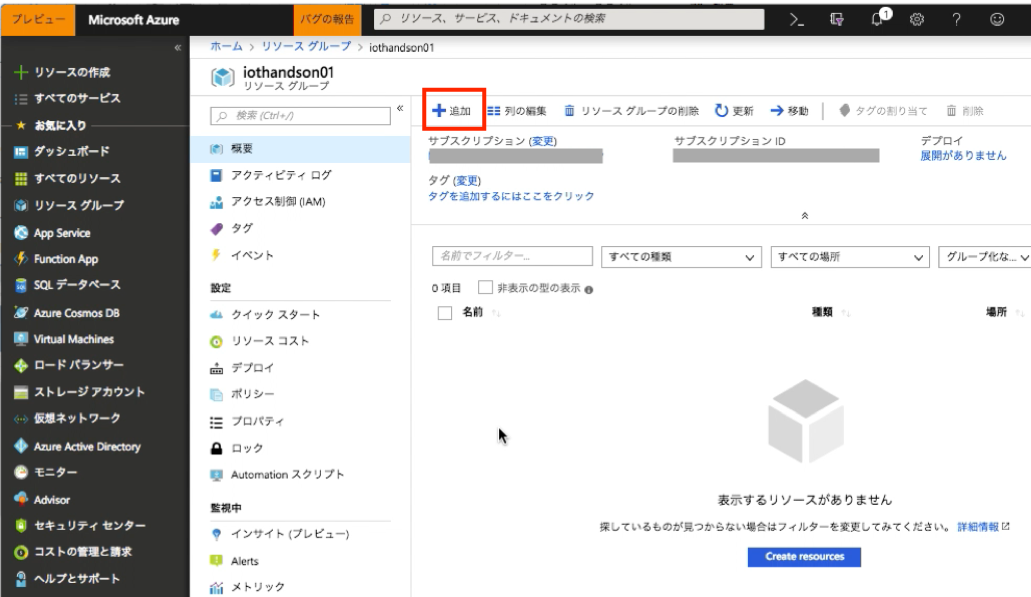 プレビュー
Microsoft Azure
バグの報告
リソース、サービス、ドキュメントの検索
1
ホーム > リソース グループ > iothandson01
iothandson01
リソース グループ
リソースの作成
すべてのサービス
お気に入り
ダッシュボード
すべてのリソース
リソース グループ
App Service
Function App
SQL データベース
Azure Cosmos DB
Virtual Machines
ロード バランサー
ストレージ アカウント
仮想ネットワーク
Azure Active Directory
モニター
Advisor
セキュリティ センター
コストの管理と請求
ヘルプとサポート
検索 (Ctrl+/)
概要
アクティビティ ログ
アクセス制御 (IAM)
タグ
イベント
設定
クイック スタート
リソース コスト
デプロイ
ポリシー
プロパティ
ロック
Automation スクリプト
監視中
インサイト (プレビュー)
Alerts
メトリック
追加
列の編集
リソース グループの削除
更新
移動
タグの割り当て
削除
サブスクリプション (変更)
サブスクリプション ID
デプロイ
展開がありません
タグ (変更)
タグを追加するにはここをクリック
名前でフィルター...
すべての種類
すべての場所
グループ化な...
0 項目
非表示の型の表示
名前
種類
場所
表示するリソースがありません
探しているものが見つからない場合はフィルターを変更してみてください。 詳細情報
Create resources